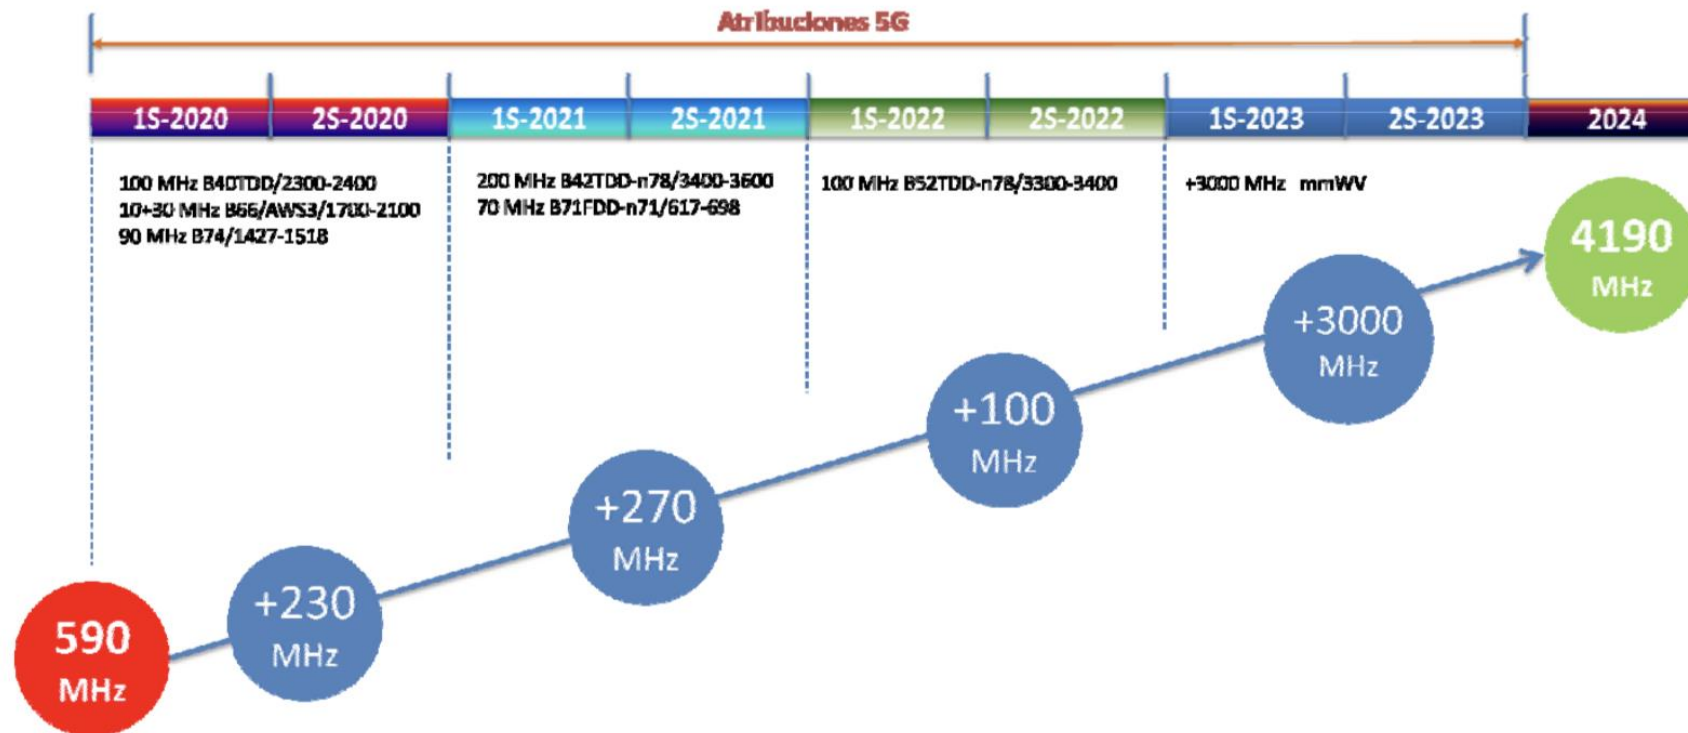 Atribuciones 5G
1S-2020 2S-2020 1S-2021 2S-2021 1S-2022 2S-2022 1S-2023 2S-2023 2024
100 MHz B40TDD/2300-2400
10+30 MHz B66/AWS3/1700-2100
90 MHz B74/1427-1518
200 MHz B42TDD-n78/3400-3600
70 MHz B71FDD-n71/617-698
100 MHz B52TDD-n78/3300-3400
+3000 MHz mmWV
590
MHz
+230
MHz
+270
MHz
+100
MHz
+3000
MHz
4190
MHz